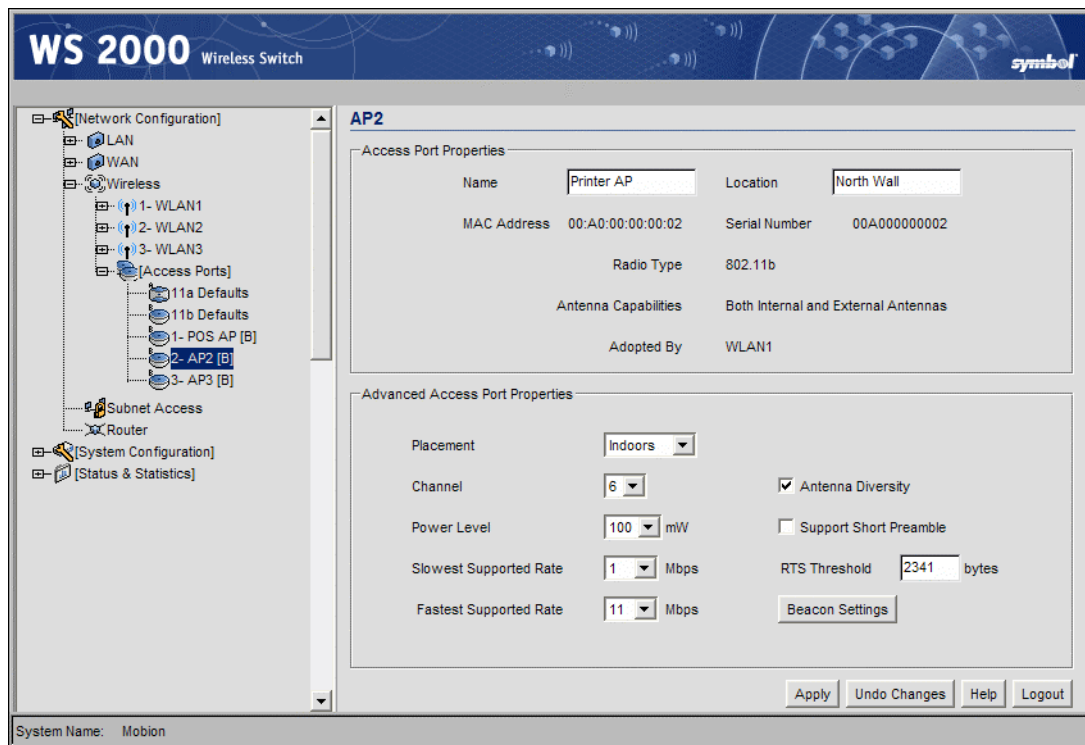 WS 2000 Wireless Switch
symbol
[Network Configuration]
LAN
WAN
Wireless
1- WLAN1
2- WLAN2
3- WLAN3
[Access Ports]
11a Defaults
11b Defaults
1- POS AP [B]
2- AP2 [B]
3- AP3 [B]
Subnet Access
Router
[System Configuration]
[Status & Statistics]
AP2
Access Port Properties
Name Printer AP Location North Wall
MAC Address 00:A0:00:00:00:02 Serial Number 00A000000002
Radio Type 802.11b
Antenna Capabilities Both Internal and External Antennas
Adopted By WLAN1
Advanced Access Port Properties
Placement Indoors
Channel 6 Antenna Diversity
Power Level 100 mW Support Short Preamble
Slowest Supported Rate 1 Mbps RTS Threshold 2341 bytes
Fastest Supported Rate 11 Mbps Beacon Settings
Apply Undo Changes Help Logout
System Name: Mobion